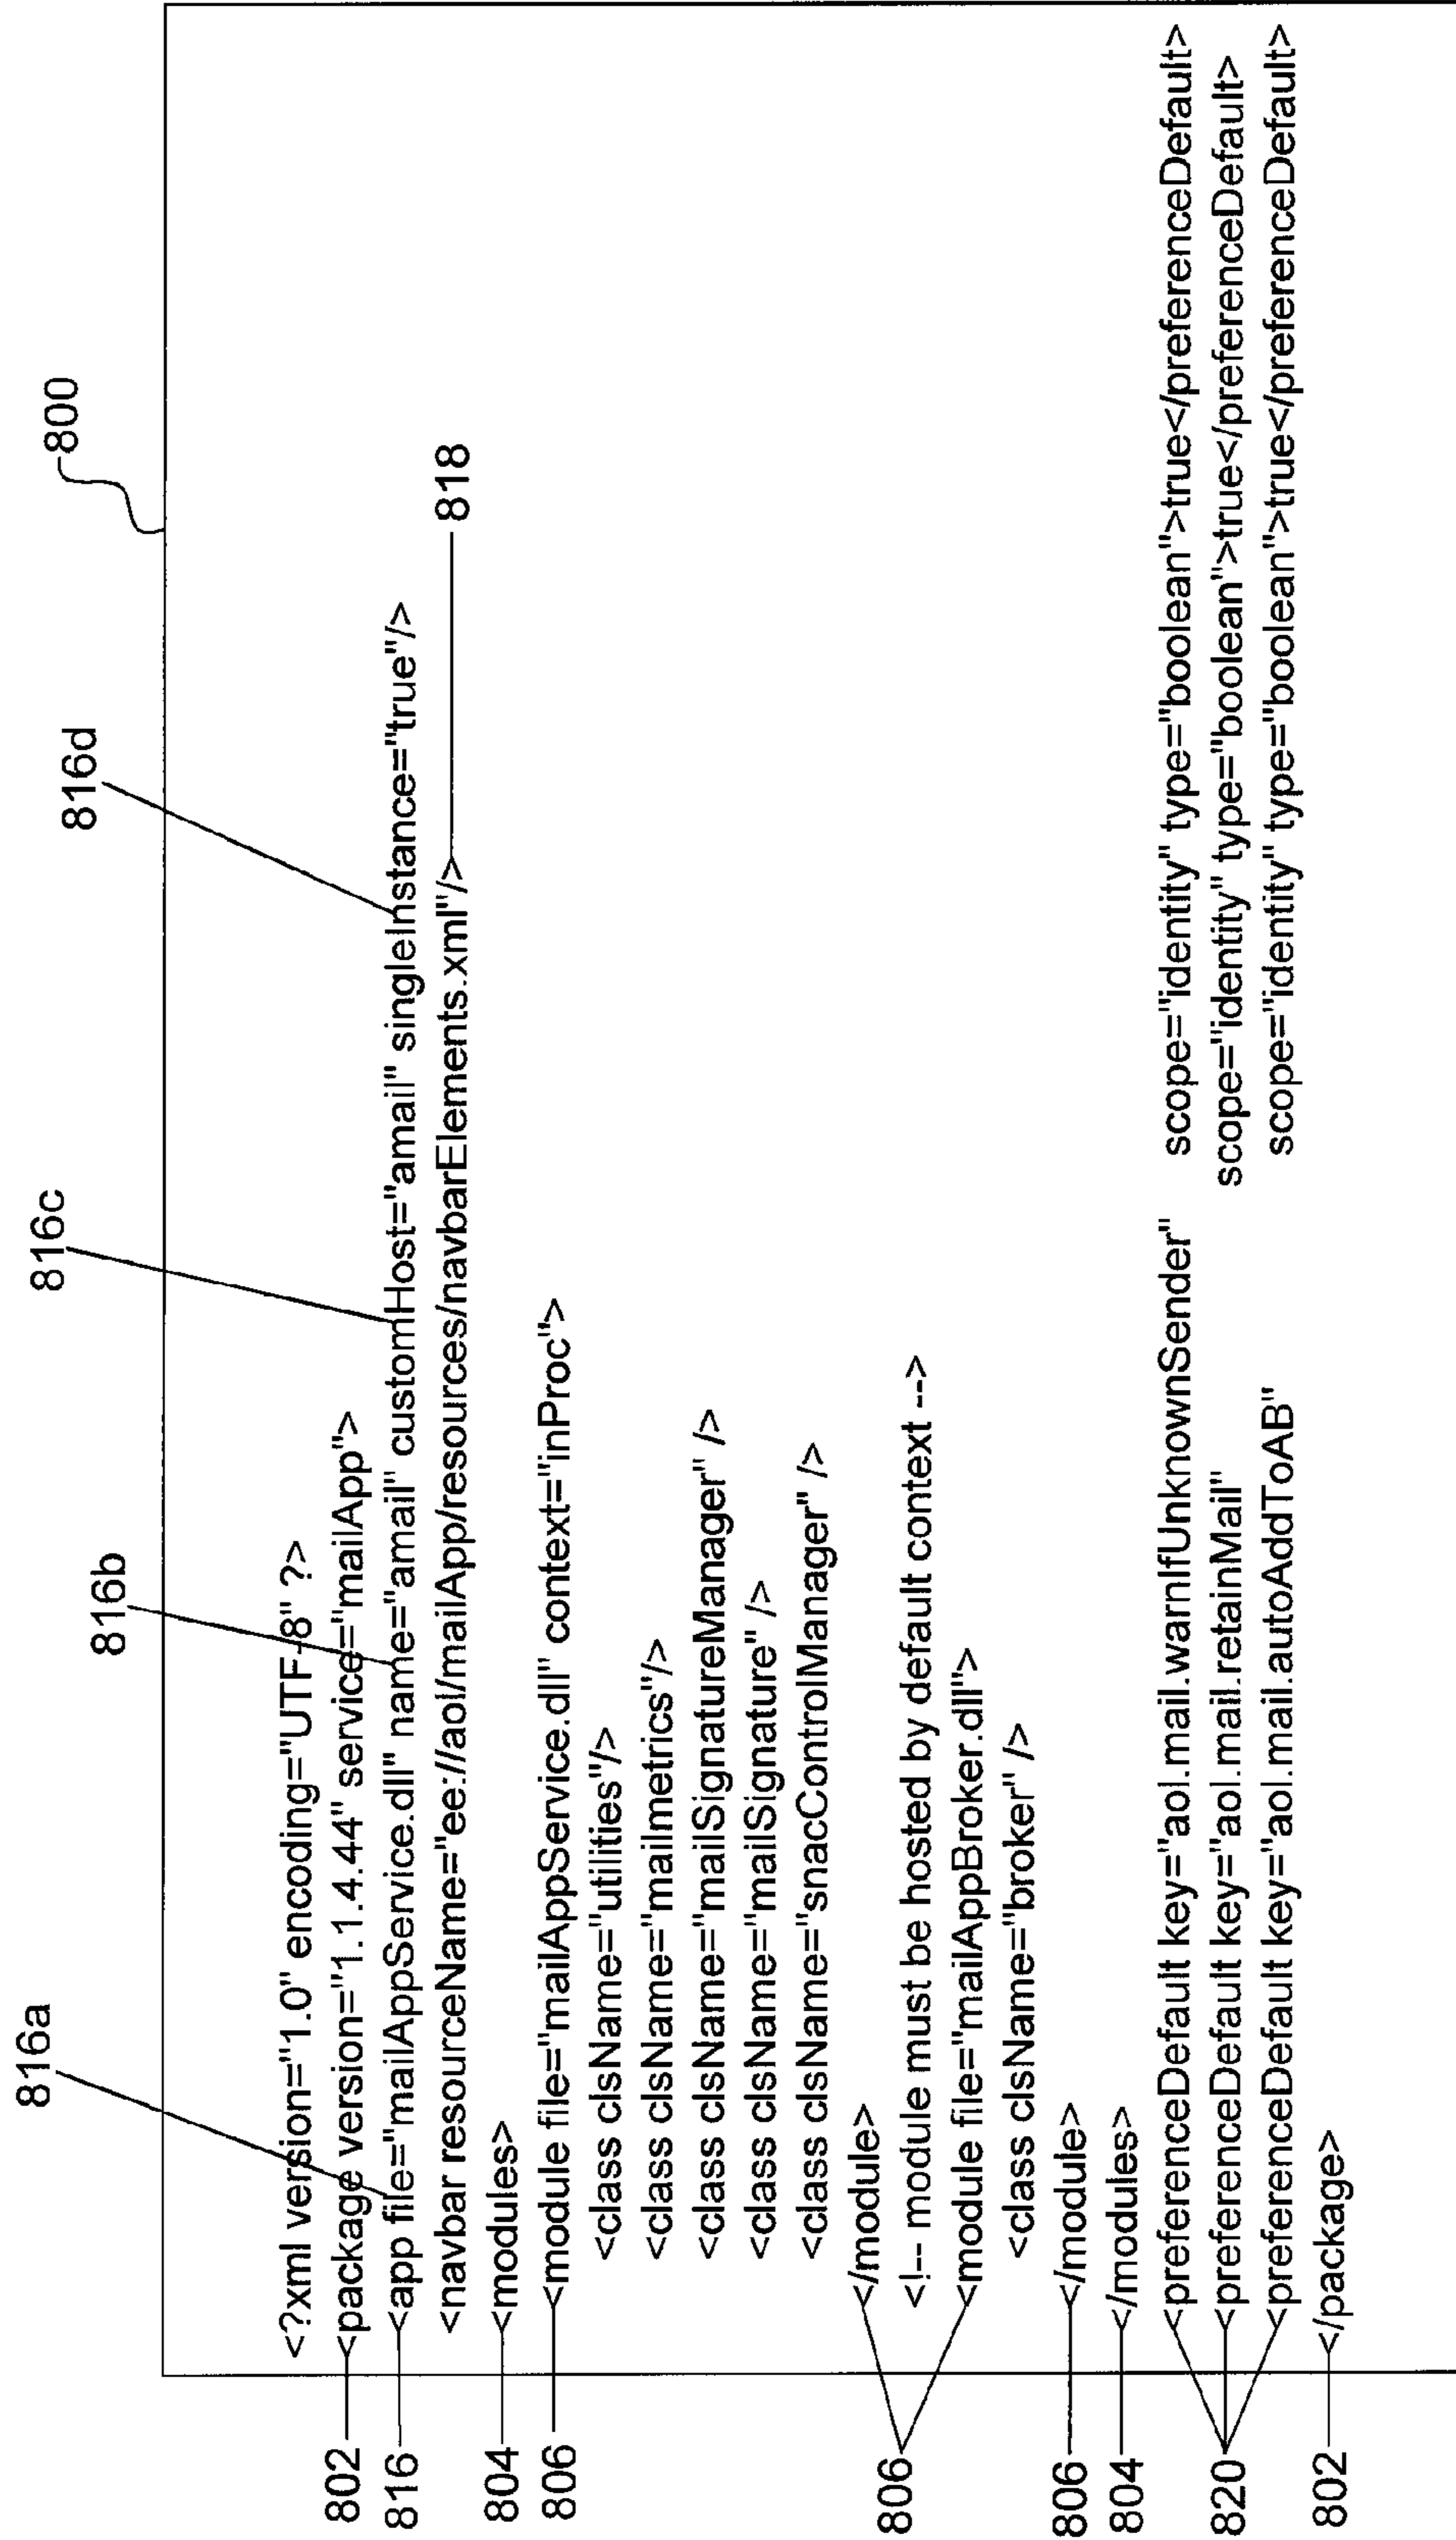 800
816a
816b
816c
816d
<?xml version="1.0" encoding="UTF-8" ?>
802 <package version="1.1.4.44" service="mailApp">
816 <app file="mailAppService.dll" name="amail" customHost="amail" singleInstance="true"/>
<navbar resourceName="ee://aol/mailApp/resources/navbarElements.xml"/> 818
804 <modules>
806 <module file="mailAppService.dll" context="inProc">
<class clsName="utilities"/>
<class clsName="mailmetrics"/>
<class clsName="mailSignatureManager" />
<class clsName="mailSignature" />
<class clsName="snacControlManager" />
</module>
806 <!-- module must be hosted by default context -->
<module file="mailAppBroker.dll">
<class clsName="broker" />
806 </module>
804 </modules>
<preferenceDefault key="aol.mail.warnIfUnknownSender" scope="identity" type="boolean">true</preferenceDefault>
820 <preferenceDefault key="aol.mail.retainMail" scope="identity" type="boolean">true</preferenceDefault>
<preferenceDefault key="aol.mail.autoAddToAB" scope="identity" type="boolean">true</preferenceDefault>
802 </package>